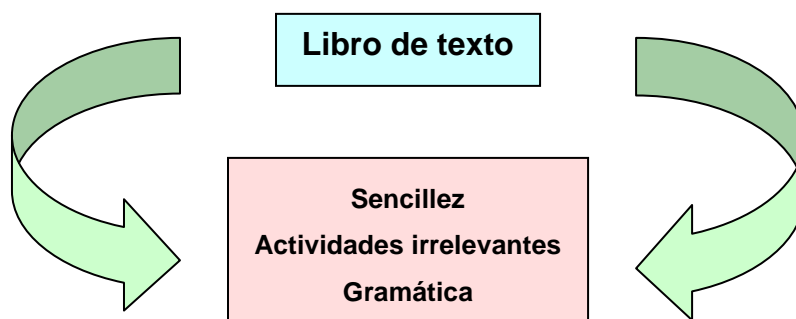 Libro de texto
Sencillez
Actividades irrelevantes
Gramática